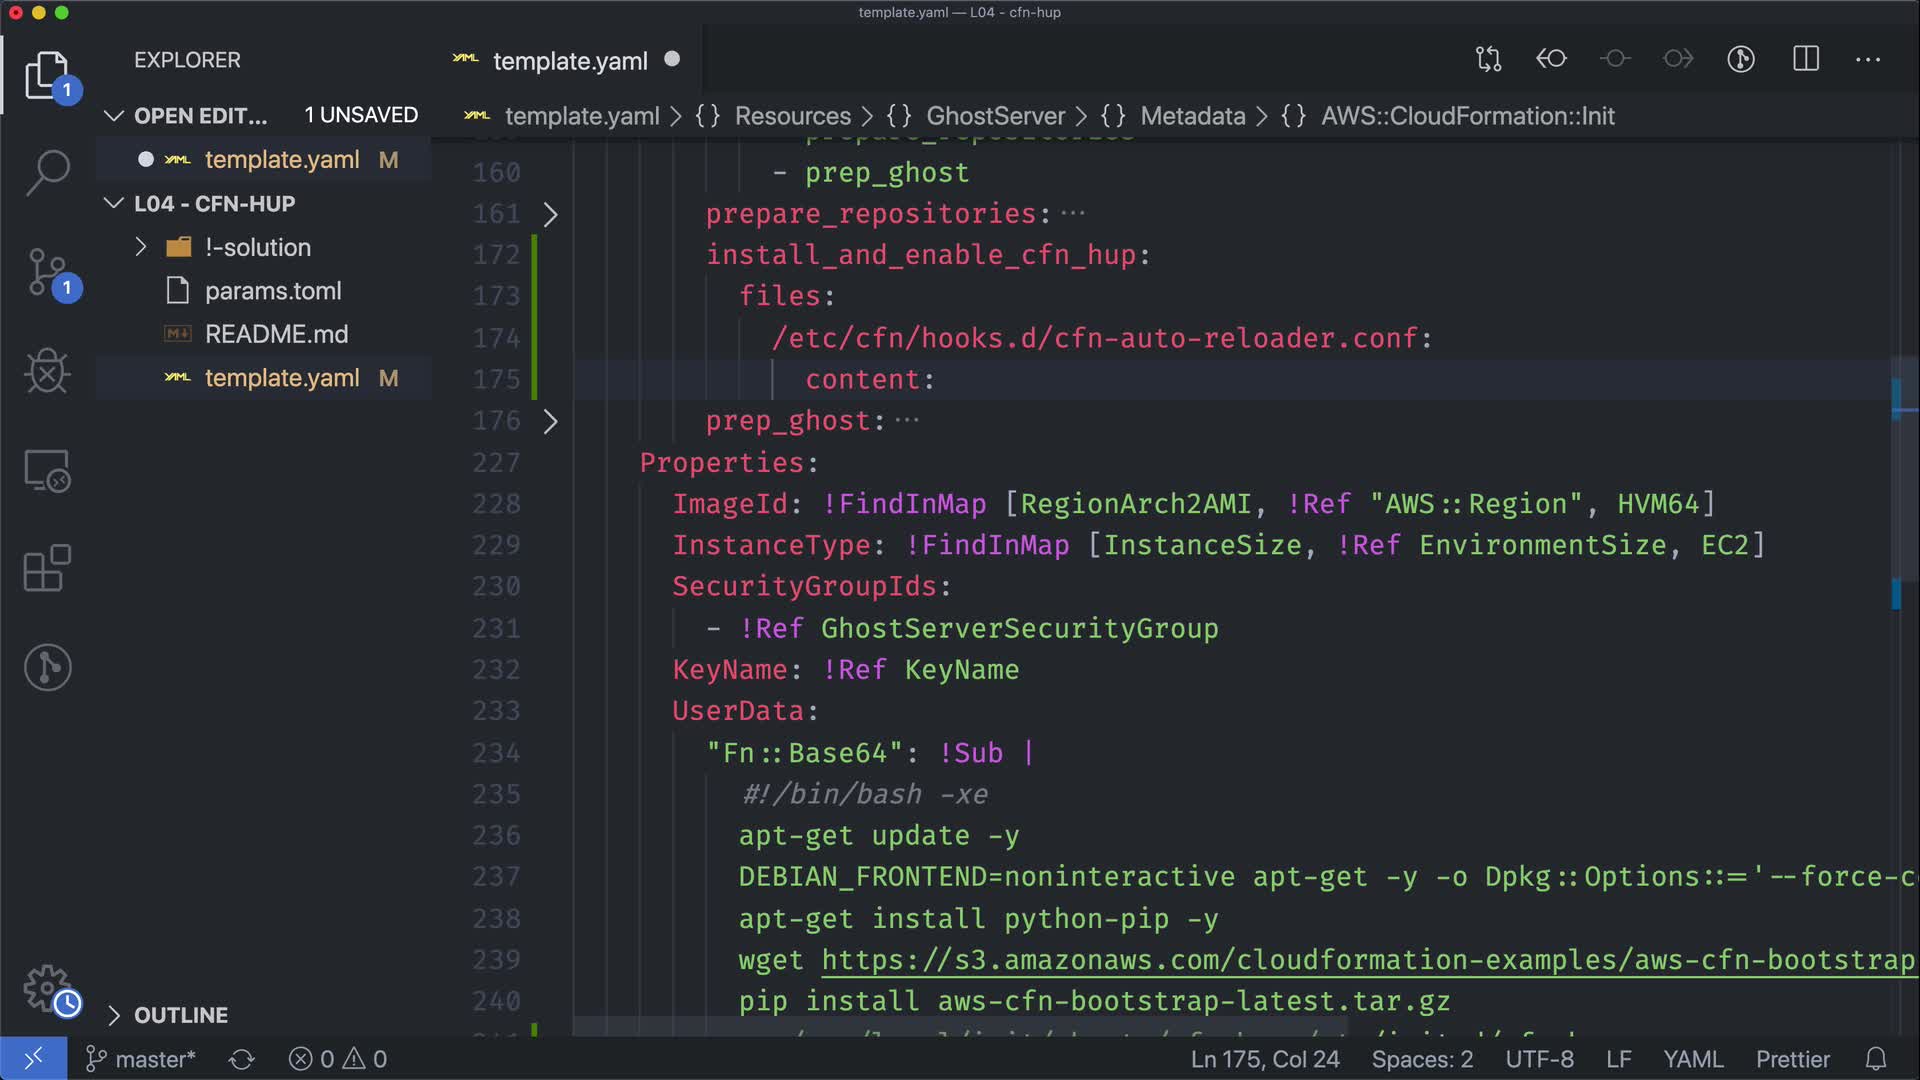 template.yaml — L04 - cfn-hup
EXPLORER
template.yaml
1
OPEN EDIT... 1 UNSAVED
template.yaml > {} Resources > {} GhostServer > {} Metadata > {} AWS::CloudFormation::Init
template.yaml M
L04 - CFN-HUP
!-solution
params.toml
README.md
template.yaml M
1
prepare_repositories
160 - prep_ghost
161 prepare_repositories: ...
172 install_and_enable_cfn_hup:
173 files:
174 /etc/cfn/hooks.d/cfn-auto-reloader.conf:
175 content:
176 prep_ghost: ...
227 Properties:
228 ImageId: !FindInMap [RegionArch2AMI, !Ref "AWS::Region", HVM64]
229 InstanceType: !FindInMap [InstanceSize, !Ref EnvironmentSize, EC2]
230 SecurityGroupIds:
231 - !Ref GhostServerSecurityGroup
232 KeyName: !Ref KeyName
233 UserData:
234 "Fn::Base64": !Sub |
235 #!/bin/bash -xe
236 apt-get update -y
237 DEBIAN_FRONTEND=noninteractive apt-get -y -o Dpkg::Options::='--force-c
238 apt-get install python-pip -y
239 wget https://s3.amazonaws.com/cloudformation-examples/aws-cfn-bootstrap
240 pip install aws-cfn-bootstrap-latest.tar.gz
OUTLINE
master* 0 0 Ln 175, Col 24 Spaces: 2 UTF-8 LF YAML Prettier